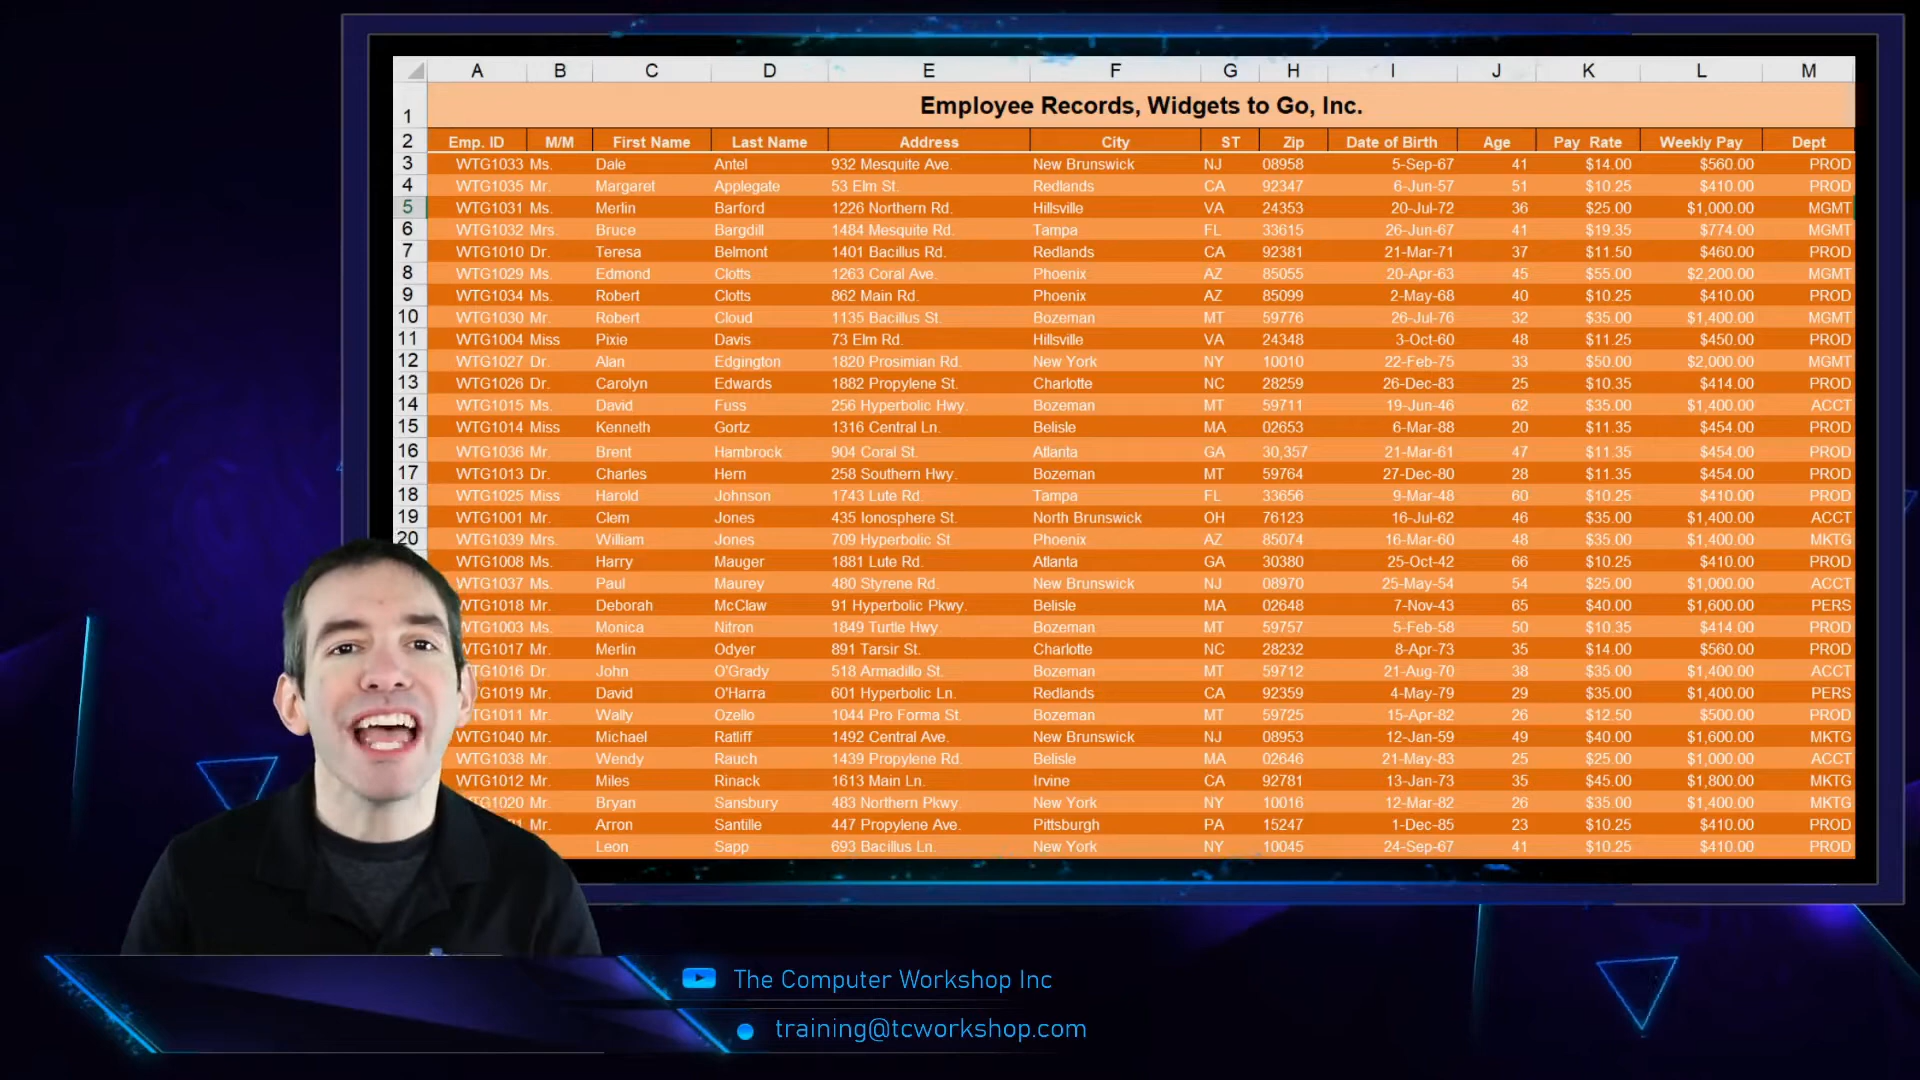 A B C D E F G H I J K L M
1 Employee Records, Widgets to Go, Inc.
2 Emp. ID M/M First Name Last Name Address City ST Zip Date of Birth Age Pay Rate Weekly Pay Dept
3 WTG1033 Ms. Dale Antel 932 Mesquite Ave. New Brunswick NJ 08958 5-Sep-67 41 $14.00 $560.00 PROD
4 WTG1035 Mr. Margaret Applegate 53 Elm St. Redlands CA 92347 6-Jun-57 51 $10.25 $410.00 PROD
5 WTG1031 Ms. Merlin Barford 1226 Northern Rd. Hillsville VA 24353 20-Jul-72 36 $25.00 $1,000.00 MGMT
6 WTG1032 Mrs. Bruce Bargdill 1484 Mesquite Rd. Tampa FL 33615 26-Jun-67 41 $19.35 $774.00 MGMT
7 WTG1010 Dr. Teresa Belmont 1401 Bacillus Rd. Redlands CA 92381 21-Mar-71 37 $11.50 $460.00 PROD
8 WTG1029 Ms. Edmond Clotts 1263 Coral Ave. Phoenix AZ 85055 20-Apr-63 45 $55.00 $2,200.00 MGMT
9 WTG1034 Ms. Robert Clotts 862 Main Rd. Phoenix AZ 85099 2-May-68 40 $10.25 $410.00 PROD
10 WTG1030 Mr. Robert Cloud 1135 Bacillus St. Bozeman MT 59776 26-Jul-76 32 $35.00 $1,400.00 MGMT
11 WTG1004 Miss Pixie Davis 73 Elm Rd. Hillsville VA 24348 3-Oct-60 48 $11.25 $450.00 PROD
12 WTG1027 Dr. Alan Edgington 1820 Prosimian Rd. New York NY 10010 22-Feb-75 33 $50.00 $2,000.00 MGMT
13 WTG1026 Dr. Carolyn Edwards 1882 Propylene St. Charlotte NC 28259 26-Dec-83 25 $10.35 $414.00 PROD
14 WTG1015 Ms. David Fuss 256 Hyperbolic Hwy. Bozeman MT 59711 19-Jun-46 62 $35.00 $1,400.00 ACCT
15 WTG1014 Miss Kenneth Gortz 1316 Central Ln. Belisle MA 02653 6-Mar-88 20 $11.35 $454.00 PROD
16 WTG1036 Mr. Brent Hambrock 904 Coral St. Atlanta GA 30,357 21-Mar-61 47 $11.35 $454.00 PROD
17 WTG1013 Dr. Charles Hern 258 Southern Hwy. Bozeman MT 59764 27-Dec-80 28 $11.35 $454.00 PROD
18 WTG1025 Miss Harold Johnson 1743 Lute Rd. Tampa FL 33656 9-Mar-48 60 $10.25 $410.00 PROD
19 WTG1001 Mr. Clem Jones 435 Ionosphere St. North Brunswick OH 76123 16-Jul-62 46 $35.00 $1,400.00 ACCT
20 WTG1039 Mrs. William Jones 709 Hyperbolic St Phoenix AZ 85074 16-Mar-60 48 $35.00 $1,400.00 MKTG
WTG1008 Ms. Harry Mauger 1881 Lute Rd. Atlanta GA 30380 25-Oct-42 66 $10.25 $410.00 PROD
WTG1037 Ms. Paul Maurey 480 Styrene Rd. New Brunswick NJ 08970 25-May-54 54 $25.00 $1,000.00 ACCT
WTG1018 Mr. Deborah McClaw 91 Hyperbolic Pkwy. Belisle MA 02648 7-Nov-43 65 $40.00 $1,600.00 PERS
WTG1003 Ms. Monica Nitron 1849 Turtle Hwy Bozeman MT 59757 5-Feb-58 50 $10.35 $414.00 PROD
TG1017 Mr. Merlin Odyer 891 Tarsir St. Charlotte NC 28232 8-Apr-73 35 $14.00 $560.00 PROD
TG1016 Dr. John O'Grady 518 Armadillo St. Bozeman MT 59712 21-Aug-70 38 $35.00 $1,400.00 ACCT
TG1019 Mr. David O'Harra 601 Hyperbolic Ln. Redlands CA 92359 4-May-79 29 $35.00 $1,400.00 PERS
TG1011 Mr. Wally Ozello 1044 Pro Forma St. Bozeman MT 59725 15-Apr-82 26 $12.50 $500.00 PROD
WTG1040 Mr. Michael Ratliff 1492 Central Ave. New Brunswick NJ 08953 12-Jan-59 49 $40.00 $1,600.00 MKTG
WTG1038 Mr. Wendy Rauch 1439 Propylene Rd. Belisle MA 02646 21-May-83 25 $25.00 $1,000.00 ACCT
WTG1012 Mr. Miles Rinack 1613 Main Ln. Irvine CA 92781 13-Jan-73 35 $45.00 $1,800.00 MKTG
TG1020 Mr. Bryan Sansbury 483 Northern Pkwy. New York NY 10016 12-Mar-82 26 $35.00 $1,400.00 MKTG
Mr. Arron Santille 447 Propylene Ave. Pittsburgh PA 15247 1-Dec-85 23 $10.25 $410.00 PROD
Leon Sapp 693 Bacillus Ln. New York NY 10045 24-Sep-67 41 $10.25 $410.00 PROD
The Computer Workshop Inc
training@tcworkshop.com